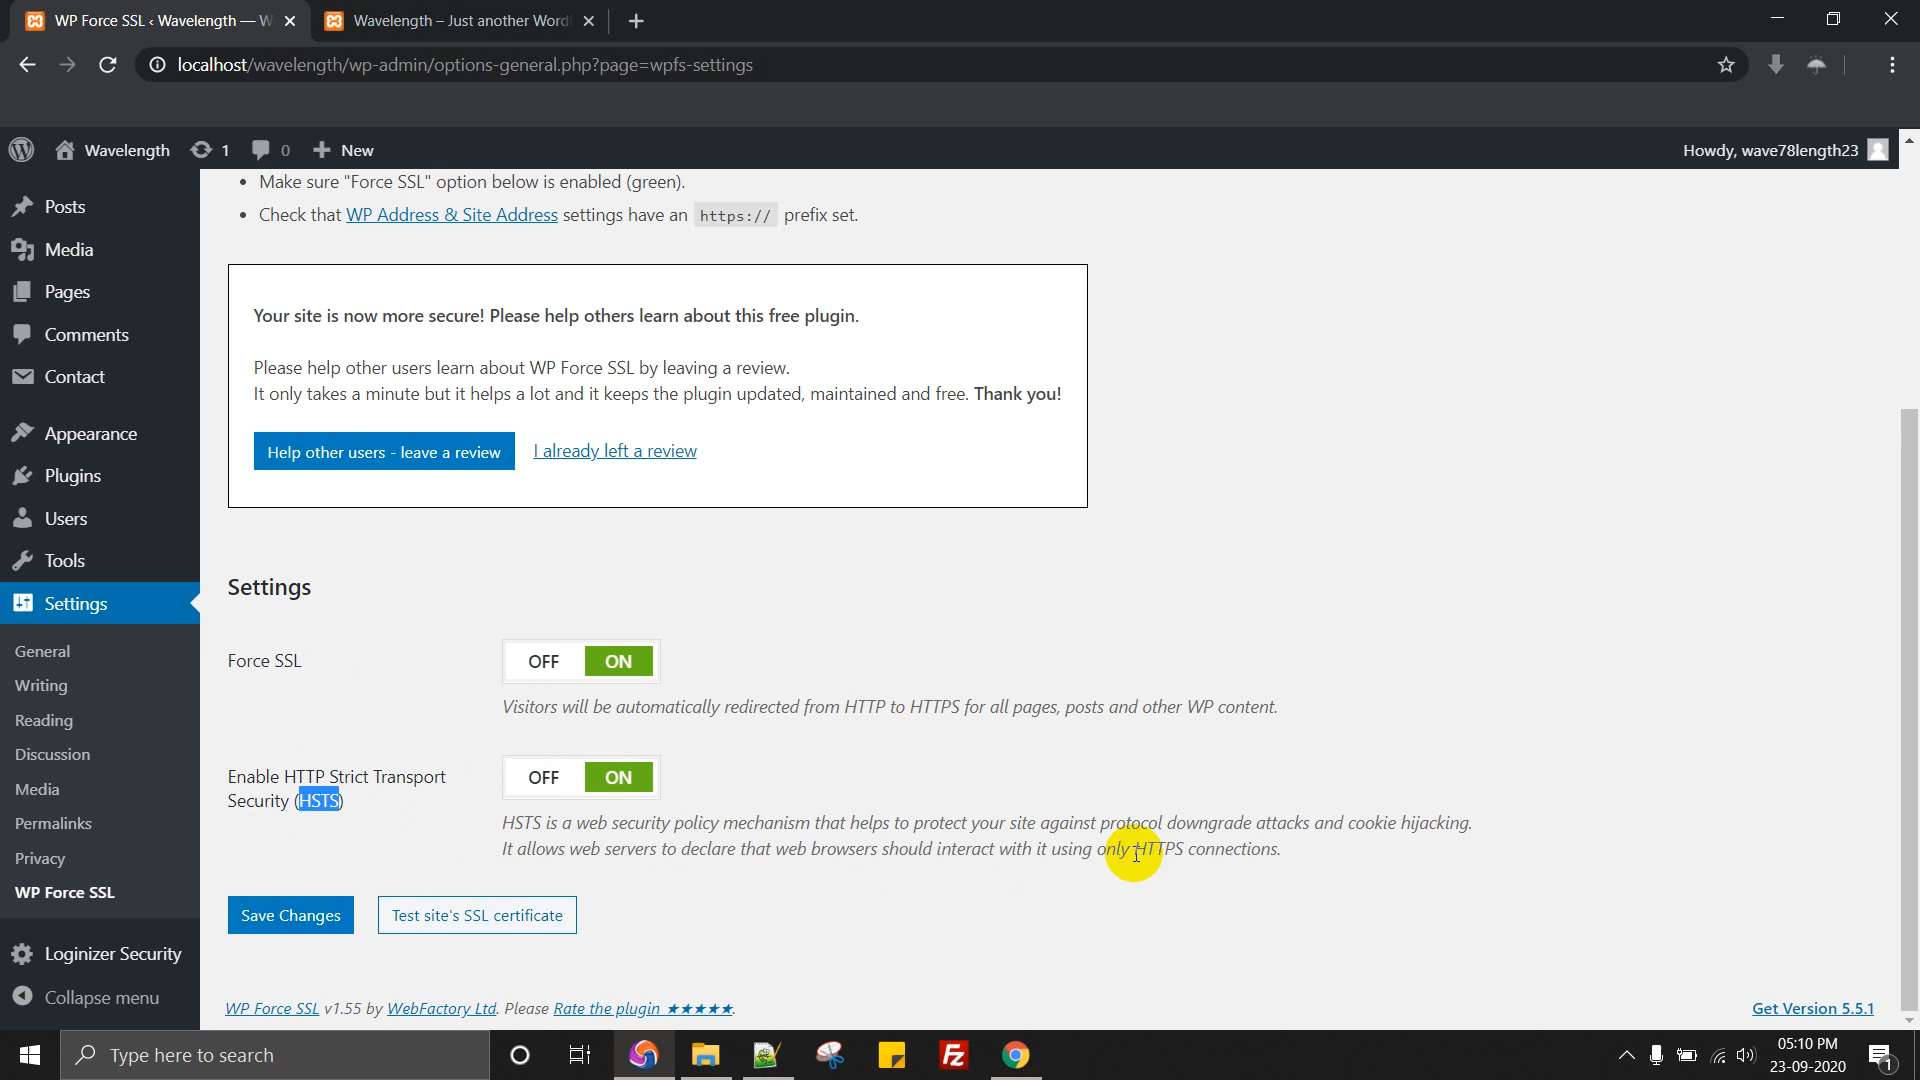 WP Force SSL ‹ Wavelength — W
Wavelength – Just another Word
localhost/wavelength/wp-admin/options-general.php?page=wpfs-settings
Wavelength
1
0
New
Howdy, wave78length23
Posts
Media
Pages
Comments
Contact
Appearance
Plugins
Users
Tools
Settings
General
Writing
Reading
Discussion
Media
Permalinks
Privacy
WP Force SSL
Loginizer Security
Collapse menu
• Make sure "Force SSL" option below is enabled (green).
• Check that WP Address & Site Address settings have an https:// prefix set.
Your site is now more secure! Please help others learn about this free plugin.
Please help other users learn about WP Force SSL by leaving a review.
It only takes a minute but it helps a lot and it keeps the plugin updated, maintained and free. Thank you!
Help other users - leave a review
I already left a review
Settings
Force SSL
OFF ON
Visitors will be automatically redirected from HTTP to HTTPS for all pages, posts and other WP content.
Enable HTTP Strict Transport
Security (HSTS)
OFF ON
HSTS is a web security policy mechanism that helps to protect your site against protocol downgrade attacks and cookie hijacking.
It allows web servers to declare that web browsers should interact with it using only HTTPS connections.
Save Changes
Test site's SSL certificate
WP Force SSL v1.55 by WebFactory Ltd. Please Rate the plugin ★★★★★.
Get Version 5.5.1
Type here to search
05:10 PM
23-09-2020
1